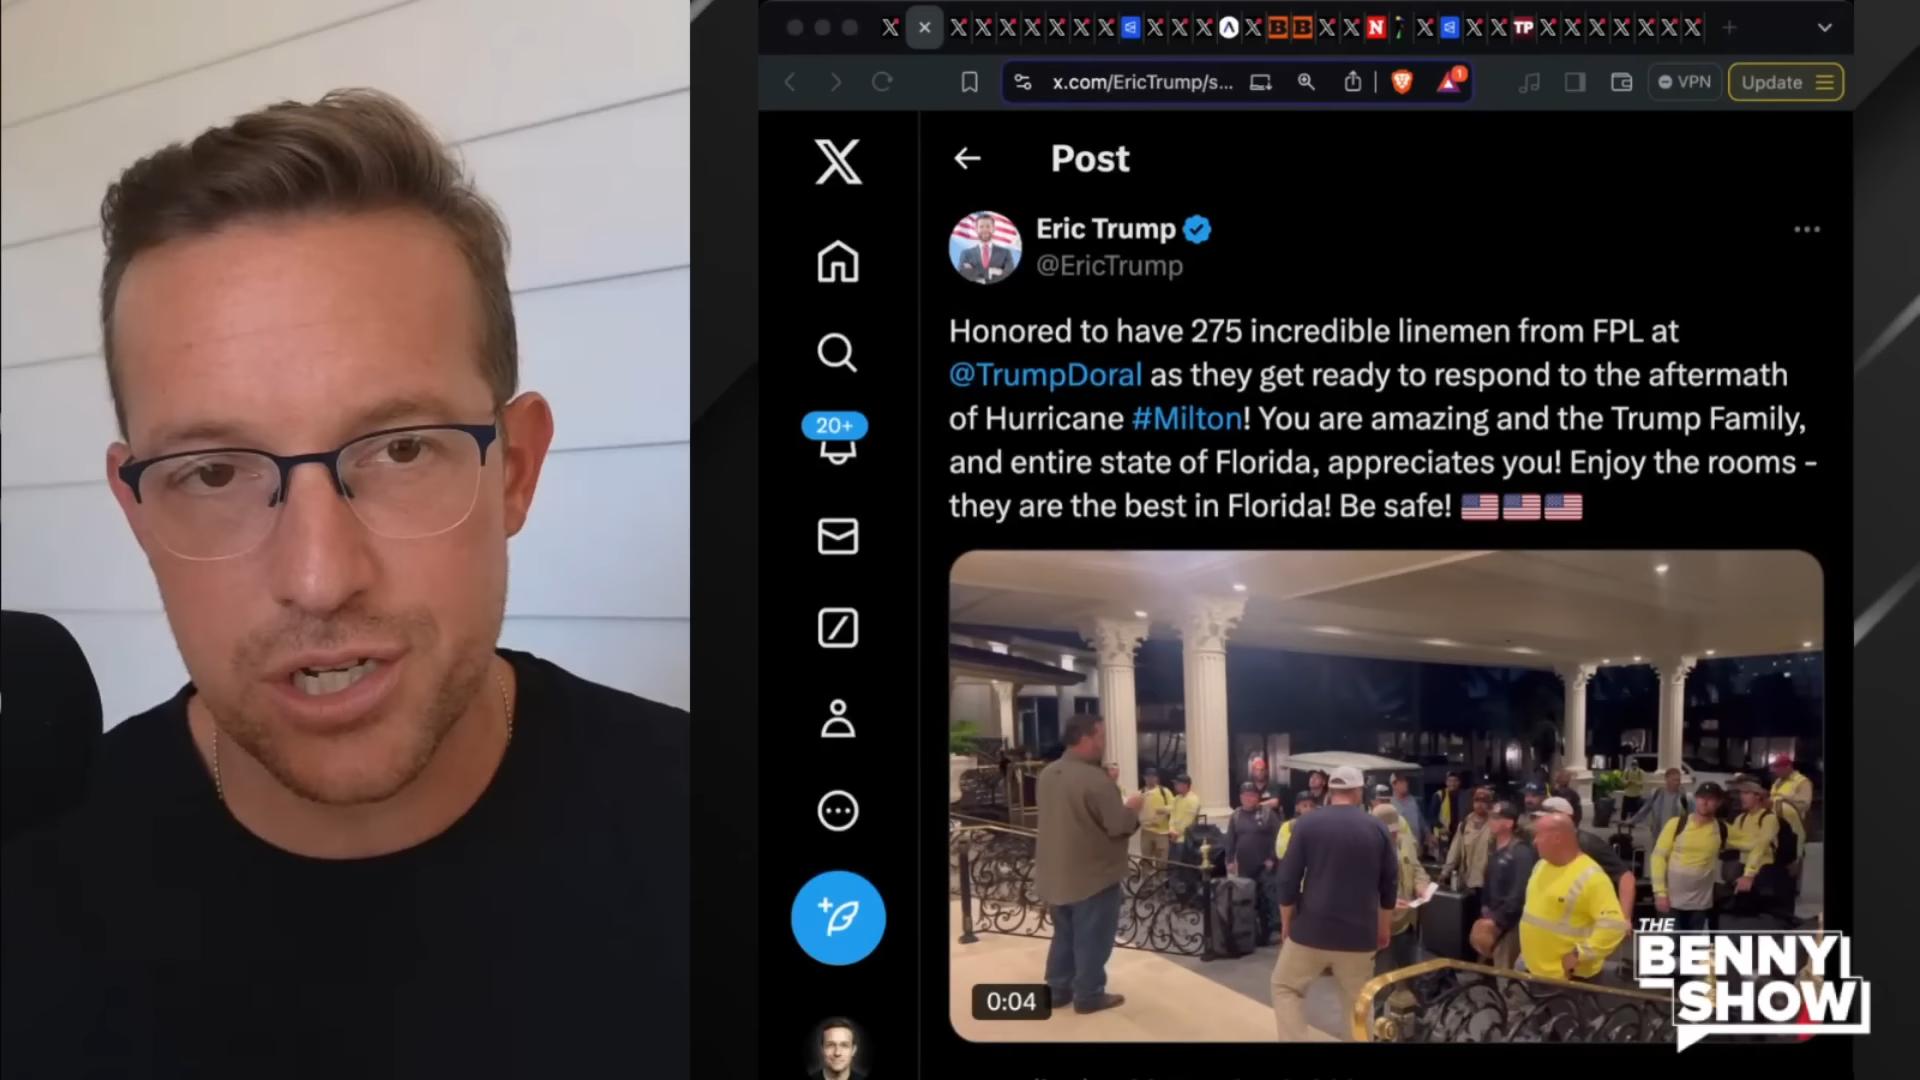 x.com/EricTrump/s...
1
VPN
Update
TP
N
B B
Post
Eric Trump
@EricTrump
20+
Honored to have 275 incredible linemen from FPL at
@TrumpDoral as they get ready to respond to the aftermath
of Hurricane #Milton! You are amazing and the Trump Family,
and entire state of Florida, appreciates you! Enjoy the rooms -
they are the best in Florida! Be safe! 🇺🇸🇺🇸🇺🇸
0:04
THE
BENNY
SHOW